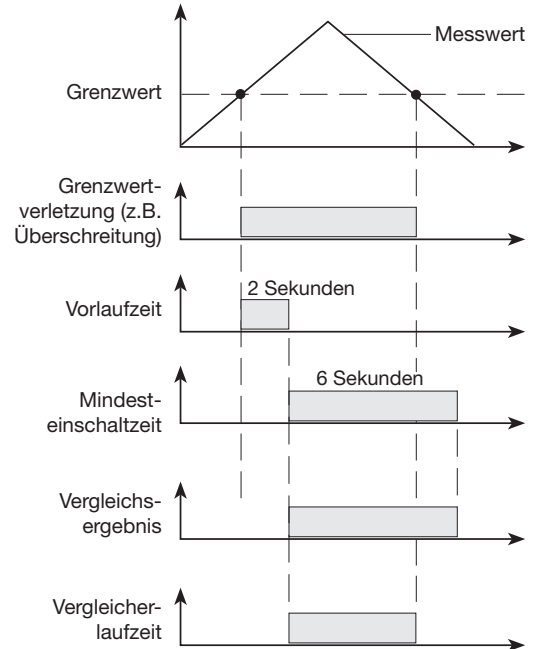 Messwert
Grenzwert
Grenzwert-
verletzung (z.B.
Überschreitung)
2 Sekunden
Vorlaufzeit
6 Sekunden
Mindest-
einschaltzeit
Vergleichs-
ergebnis
Vergleicher-
laufzeit